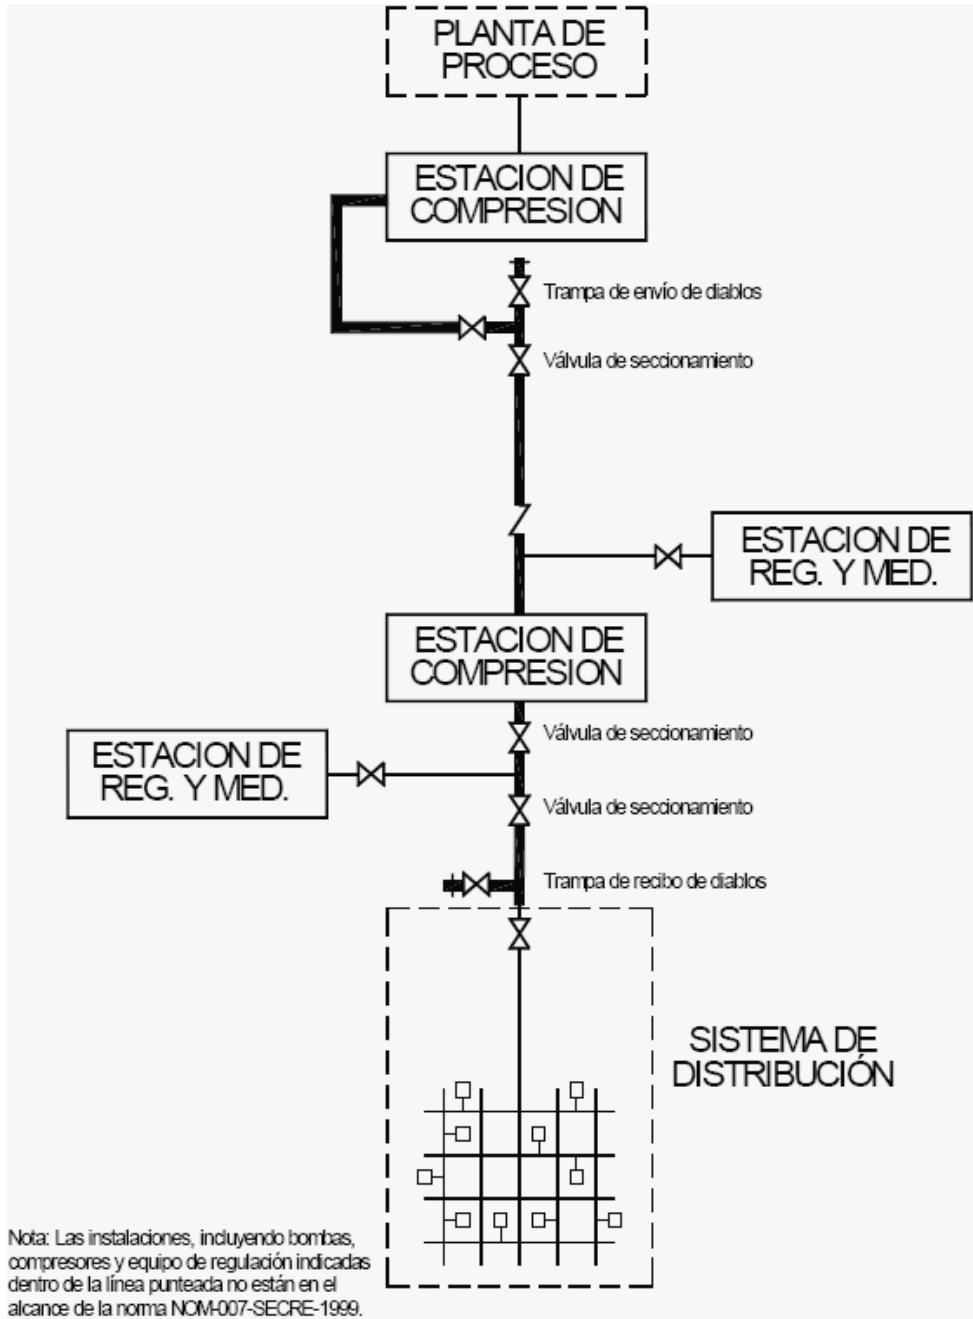 PLANTA DE
PROCESO
ESTACION DE
COMPRESION
Trampa de envío de diablos
Válvula de seccionamiento
ESTACION DE
REG. Y MED.
ESTACION DE
COMPRESION
Válvula de seccionamiento
ESTACION DE
REG. Y MED.
Válvula de seccionamiento
Trampa de recibo de diablos
SISTEMA DE
DISTRIBUCIÓN
Nota: Las instalaciones, incluyendo bombas,
compresores y equipo de regulación indicadas
dentro de la línea punteada no están en el
alcance de la norma NOM-007-SECRE-1999.